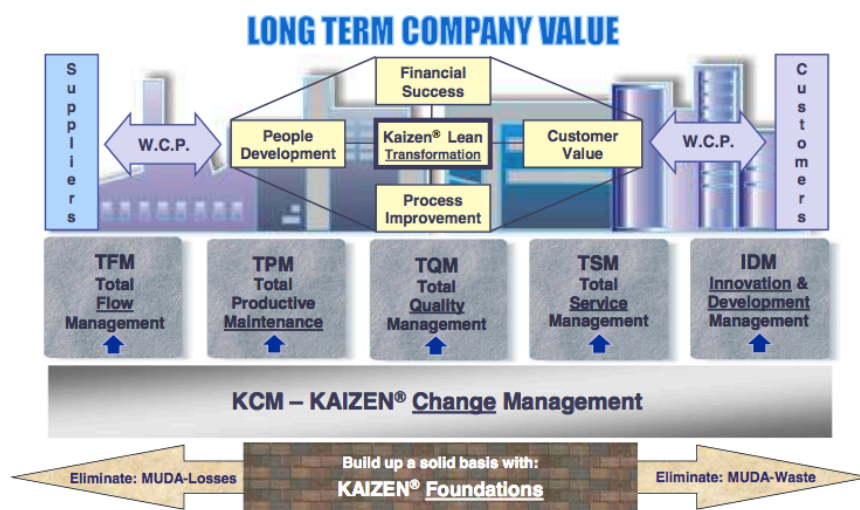 LONG TERM COMPANY VALUE
Suppliers
W.C.P.
Financial
Success
People
Development
Kaizen® Lean
Transformation
Customer
Value
Process
Improvement
W.C.P.
Customers
TFM
Total
Flow
Management
TPM
Total
Productive
Maintenance
TQM
Total
Quality
Management
TSM
Total
Service
Management
IDM
Innovation &
Development
Management
KCM – KAIZEN® Change Management
Eliminate: MUDA-Losses
Build up a solid basis with:
KAIZEN® Foundations
Eliminate: MUDA-Waste